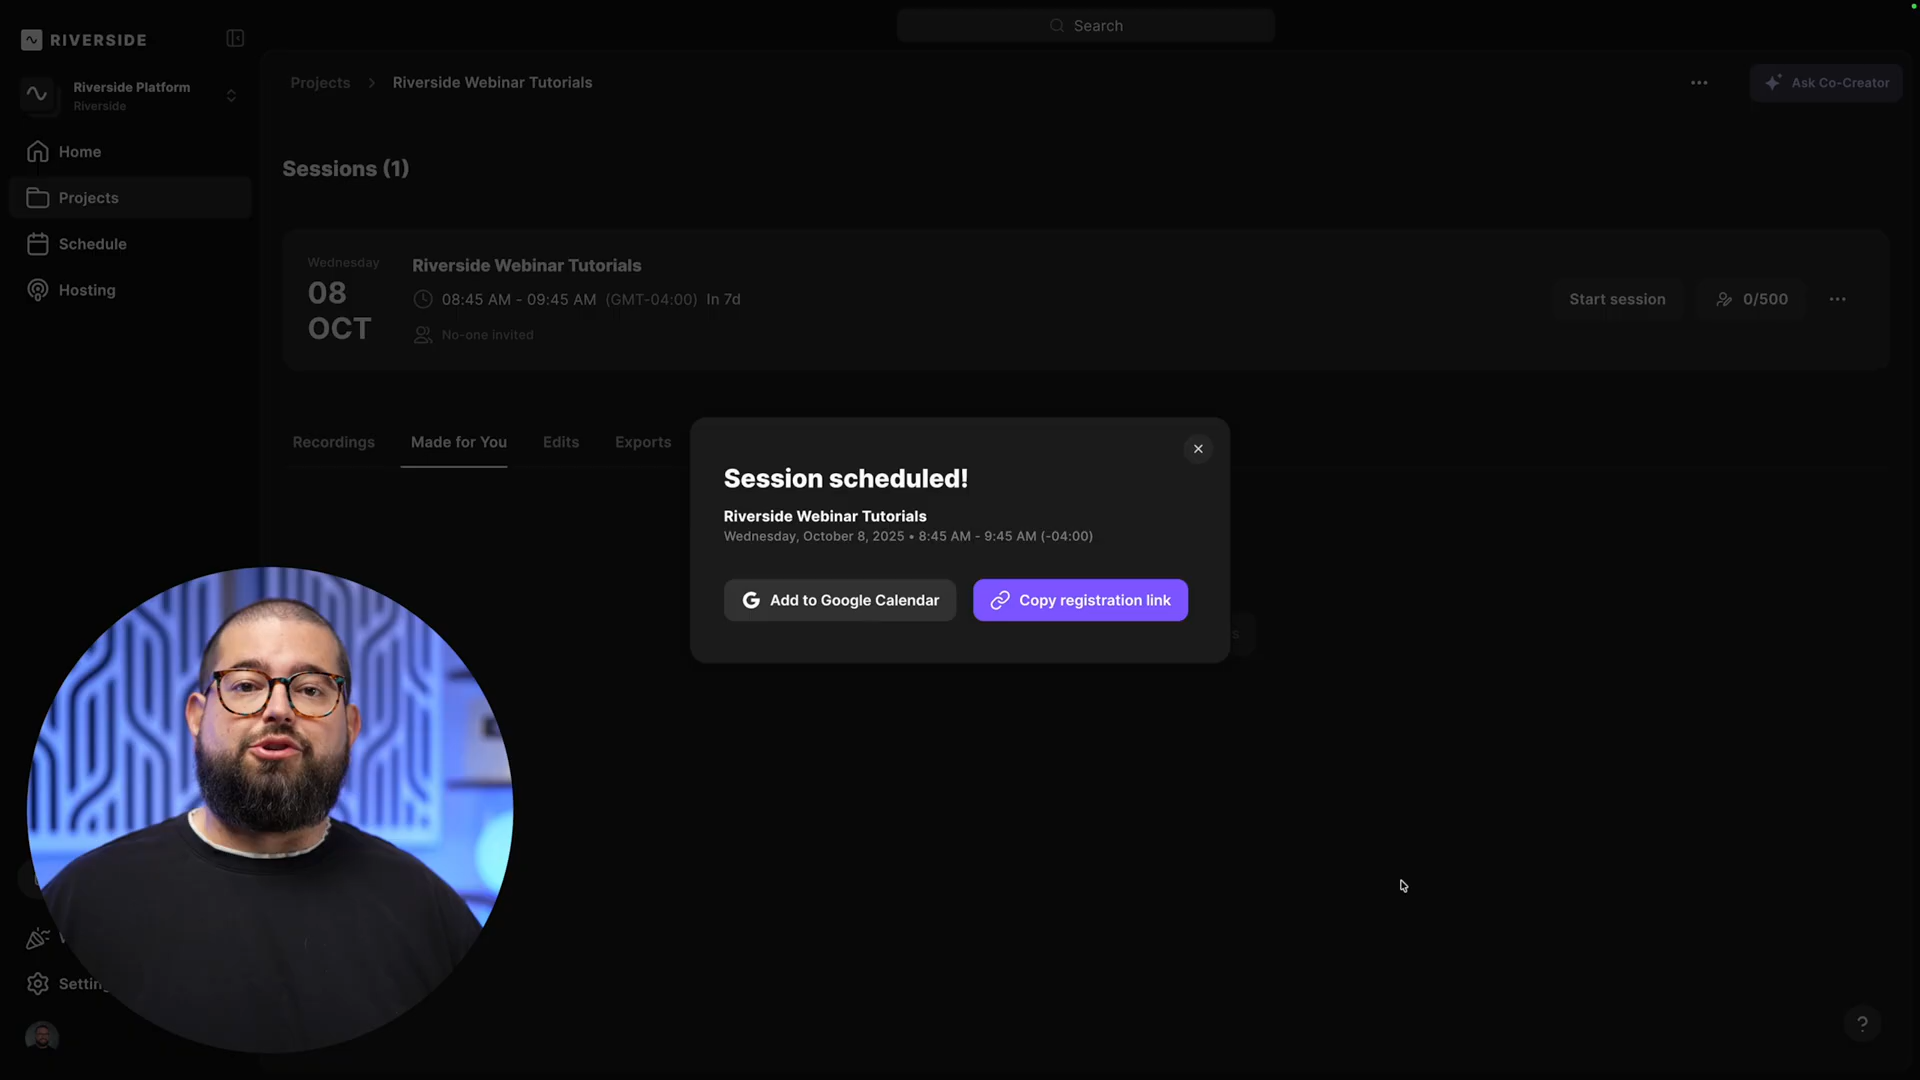 RIVERSIDE
Search
Riverside Platform
Riverside
Projects
Riverside Webinar Tutorials
Ask Co-Creator
Home
Projects
Schedule
Hosting
Sessions (1)
Wednesday
08
OCT
Riverside Webinar Tutorials
08:45 AM - 09:45 AM (GMT-04:00) In 7d
No-one invited
Start session
0/500
Recordings
Made for You
Edits
Exports
Session scheduled!
Riverside Webinar Tutorials
Wednesday, October 8, 2025 • 8:45 AM - 9:45 AM (-04:00)
G Add to Google Calendar
Copy registration link
Setting
?